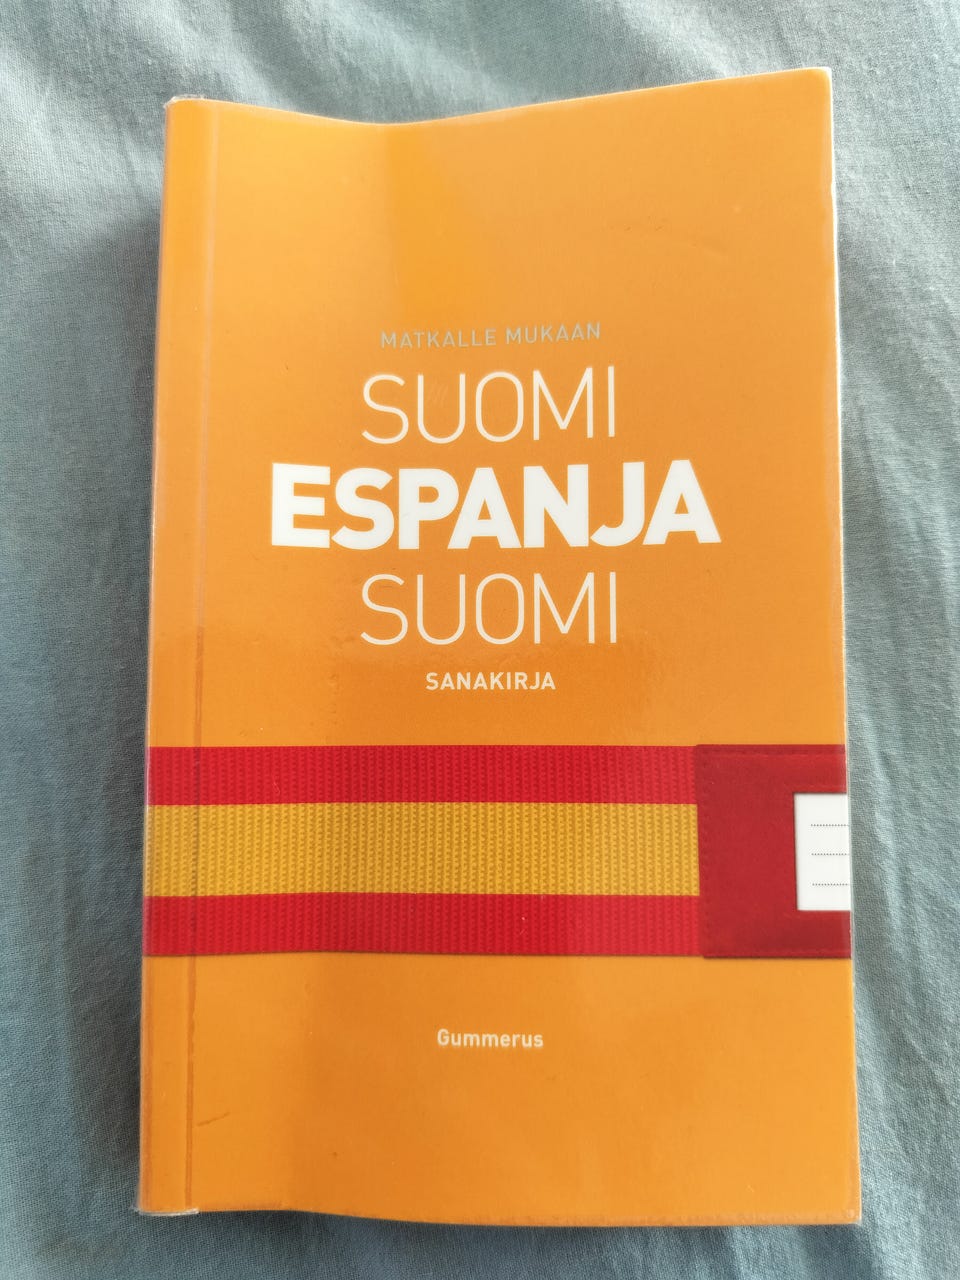 MATKALLE MUKAAN
SUOMI
ESPANJA
SUOMI
SANAKIRJA
Gummerus